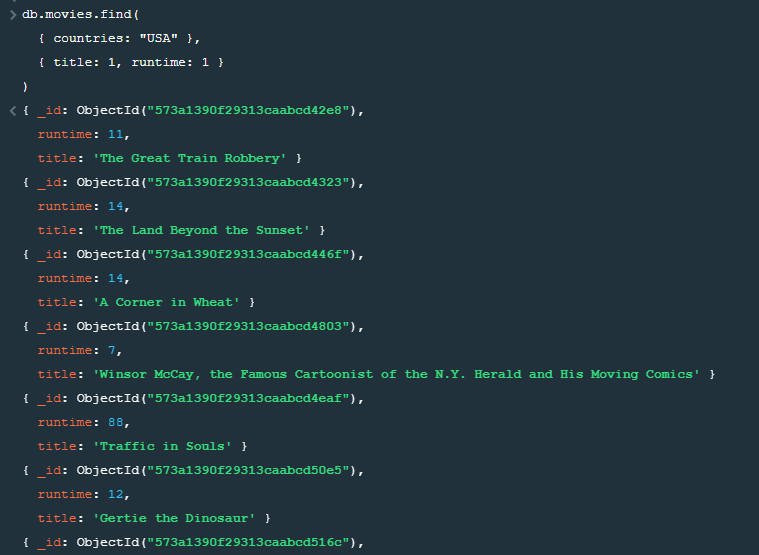 > db.movies.find(
{ countries: "USA" },
{ title: 1, runtime: 1 }
)
< { _id: ObjectId("573a1390f29313caabcd42e8"),
runtime: 11,
title: 'The Great Train Robbery' }
{ _id: ObjectId("573a1390f29313caabcd4323"),
runtime: 14,
title: 'The Land Beyond the Sunset' }
{ _id: ObjectId("573a1390f29313caabcd446f"),
runtime: 14,
title: 'A Corner in Wheat' }
{ _id: ObjectId("573a1390f29313caabcd4803"),
runtime: 7,
title: 'Winsor McCay, the Famous Cartoonist of the N.Y. Herald and His Moving Comics' }
{ _id: ObjectId("573a1390f29313caabcd4eaf"),
runtime: 88,
title: 'Traffic in Souls' }
{ _id: ObjectId("573a1390f29313caabcd50e5"),
runtime: 12,
title: 'Gertie the Dinosaur' }
{ _id: ObjectId("573a1390f29313caabcd516c"),